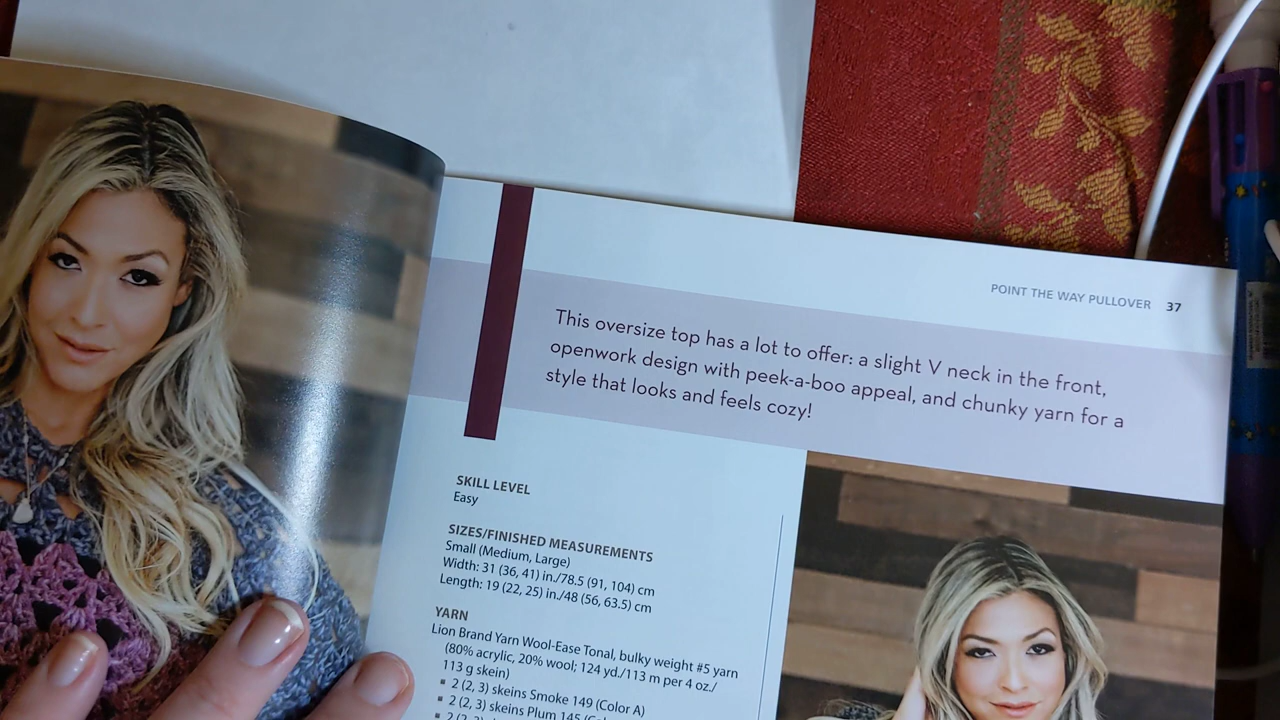 POINT THE WAY PULLOVER 37
This oversize top has a lot to offer: a slight V neck in the front,
openwork design with peek-a-boo appeal, and chunky yarn for a
style that looks and feels cozy!
SKILL LEVEL
Easy
SIZES/FINISHED MEASUREMENTS
Small (Medium, Large)
Width: 31 (36, 41) in./78.5 (91, 104) cm
Length: 19 (22, 25) in./48 (56, 63.5) cm
YARN
Lion Brand Yarn Wool-Ease Tonal, bulky weight #5 yarn
(80% acrylic, 20% wool; 124 yd./113 m per 4 oz./
113 g skein)
▪ 2 (2, 3) skeins Smoke 149 (Color A)
▪ 2 (2, 3) skeins Plum 145
▪ 2 (2, 3)